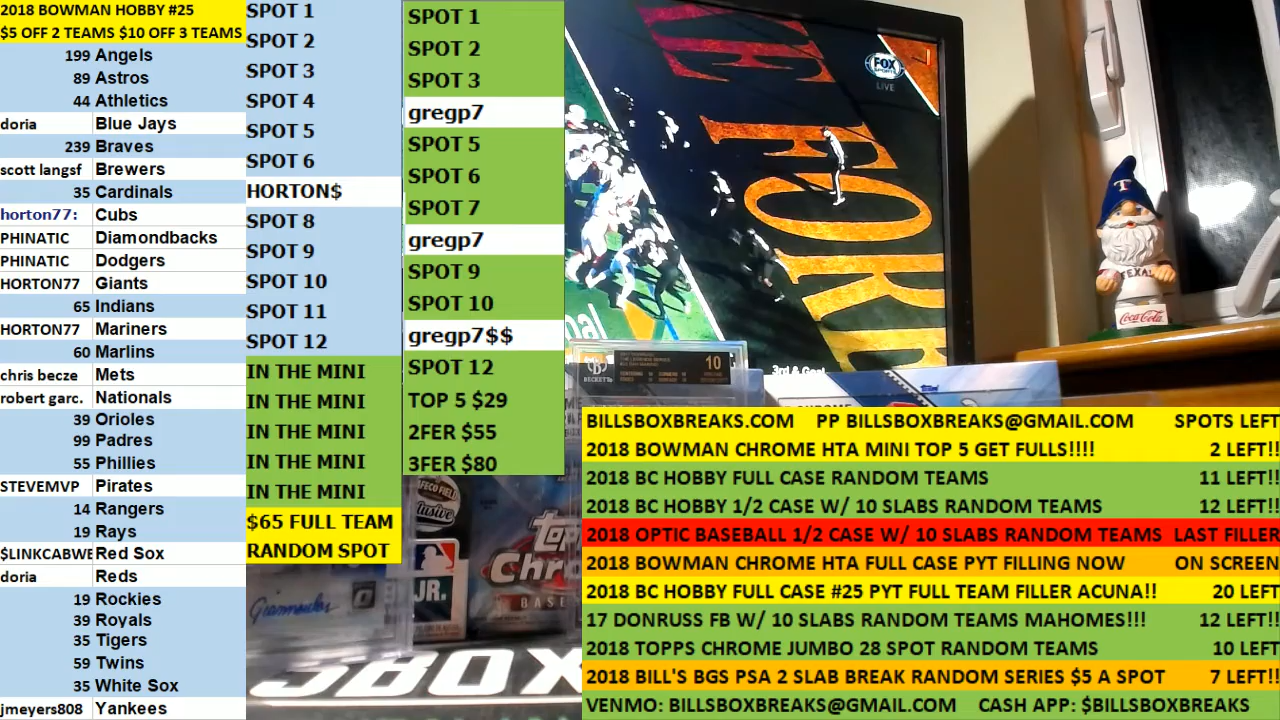 2018 BOWMAN HOBBY #25
$5 OFF 2 TEAMS $10 OFF 3 TEAMS
199 Angels
89 Astros
44 Athletics
doria Blue Jays
239 Braves
scott langsf Brewers
35 Cardinals
horton77: Cubs
PHINATIC Diamondbacks
PHINATIC Dodgers
HORTON77 Giants
65 Indians
HORTON77 Mariners
60 Marlins
chris becze Mets
robert garc. Nationals
39 Orioles
99 Padres
55 Phillies
STEVEMVP Pirates
14 Rangers
19 Rays
$LINKCABWE Red Sox
doria Reds
19 Rockies
39 Royals
35 Tigers
59 Twins
35 White Sox
jmeyers808 Yankees
SPOT 1
SPOT 2
SPOT 3
SPOT 4
SPOT 5
SPOT 6
HORTON$
SPOT 8
SPOT 9
SPOT 10
SPOT 11
SPOT 12
IN THE MINI
IN THE MINI
IN THE MINI
IN THE MINI
IN THE MINI
$65 FULL TEAM
RANDOM SPOT
SPOT 1
SPOT 2
SPOT 3
gregp7
SPOT 5
SPOT 6
SPOT 7
gregp7
SPOT 9
SPOT 10
gregp7$$
SPOT 12
TOP 5 $29
2FER $55
3FER $80
FOX
SPORTS
LIVE
3rd & Goal
BECKETT
10
TEXAS
Coca-Cola
BILLSBOXBREAKS.COM PP BILLSBOXBREAKS@GMAIL.COM SPOTS LEFT
2018 BOWMAN CHROME HTA MINI TOP 5 GET FULLS!!!! 2 LEFT!!
2018 BC HOBBY FULL CASE RANDOM TEAMS 11 LEFT!!
2018 BC HOBBY 1/2 CASE W/ 10 SLABS RANDOM TEAMS 12 LEFT!!
2018 OPTIC BASEBALL 1/2 CASE W/ 10 SLABS RANDOM TEAMS LAST FILLER
2018 BOWMAN CHROME HTA FULL CASE PYT FILLING NOW ON SCREEN
2018 BC HOBBY FULL CASE #25 PYT FULL TEAM FILLER ACUNA!! 20 LEFT
17 DONRUSS FB W/ 10 SLABS RANDOM TEAMS MAHOMES!!! 12 LEFT!!
2018 TOPPS CHROME JUMBO 28 SPOT RANDOM TEAMS 10 LEFT
2018 BILL'S BGS PSA 2 SLAB BREAK RANDOM SERIES $5 A SPOT 7 LEFT!!
VENMO: BILLSBOXBREAKS@GMAIL.COM CASH APP: $BILLSBOXBREAKS
JR.
BASE